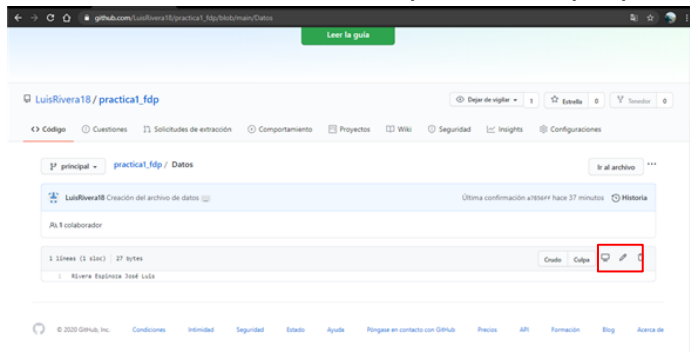 github.com/LuisRivera18/practica1_fdp/blob/main/Datos
Leer la guía
LuisRivera18 / practica1_fdp
Dejar de vigilar 1 Estrella 0 Tenedor 0
Código Cuestiones Solicitudes de extracción Comportamiento Proyectos Wiki Seguridad Insights Configuraciones
principal practica1_fdp / Datos Ir al archivo ...
LuisRivera18 Creación del archivo de datos Última confirmación hace 37 minutos Historia
1 colaborador
1 líneas (1 sloc) 27 bytes Crudo Culpa
1 Rivera Espinoza José Luis
© 2020 GitHub, Inc. Condiciones Intimidad Seguridad Estado Ayuda Póngase en contacto con GitHub Precios API Formación Blog Acerca de